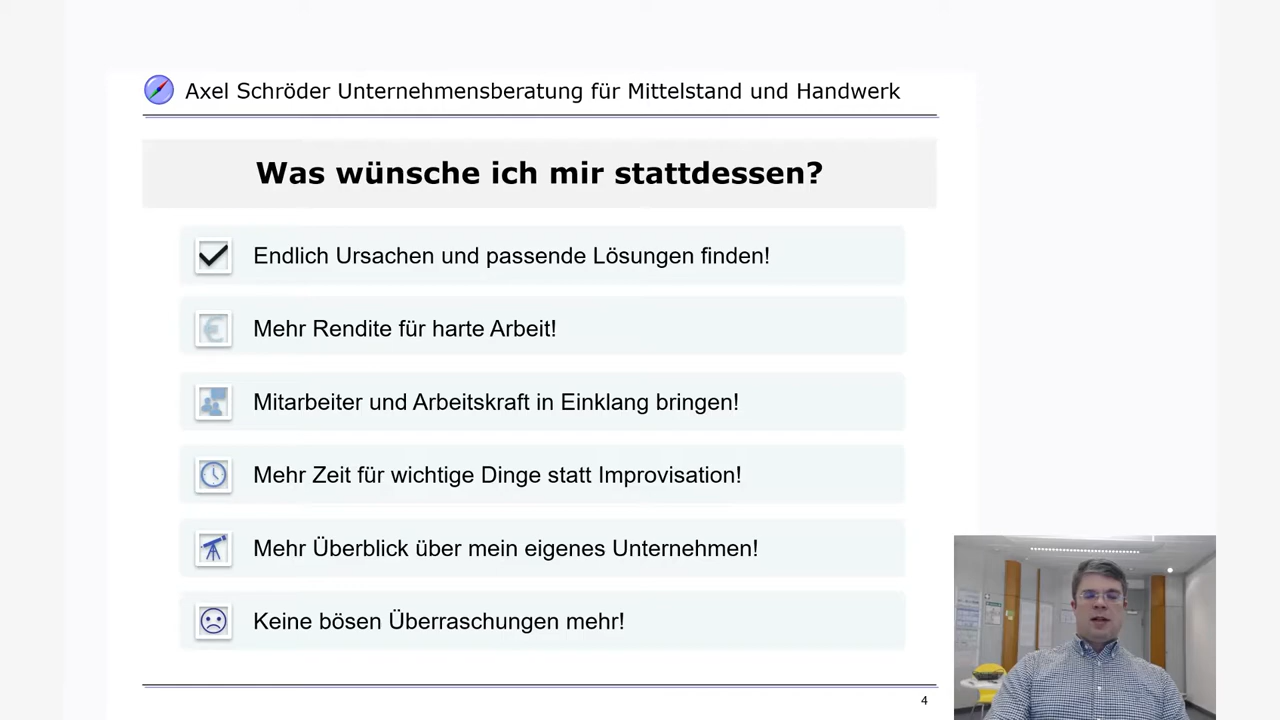 Axel Schröder Unternehmensberatung für Mittelstand und Handwerk
Was wünsche ich mir stattdessen?
Endlich Ursachen und passende Lösungen finden!
€
Mehr Rendite für harte Arbeit!
Mitarbeiter und Arbeitskraft in Einklang bringen!
Mehr Zeit für wichtige Dinge statt Improvisation!
Mehr Überblick über mein eigenes Unternehmen!
Keine bösen Überraschungen mehr!
4